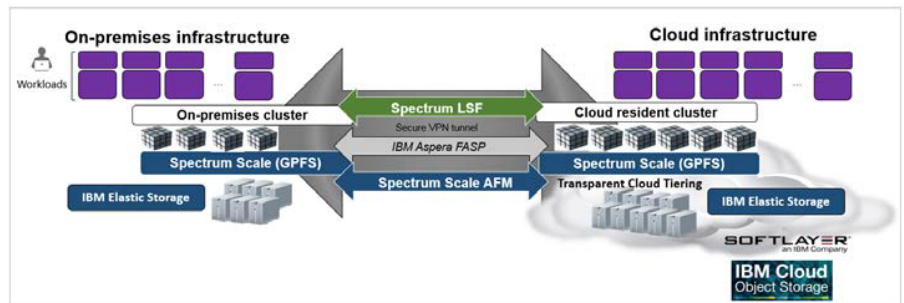 On-premises infrastructure
Cloud infrastructure
Workloads
...
...
Spectrum LSF
On-premises cluster
Cloud resident cluster
Secure VPN tunnel
IBM Aspera FASP
Spectrum Scale (GPFS)
Spectrum Scale (GPFS)
Spectrum Scale AFM
Transparent Cloud Tiering
IBM Elastic Storage
IBM Elastic Storage
SOFTLAYER®
an IBM Company
IBM Cloud
Object Storage